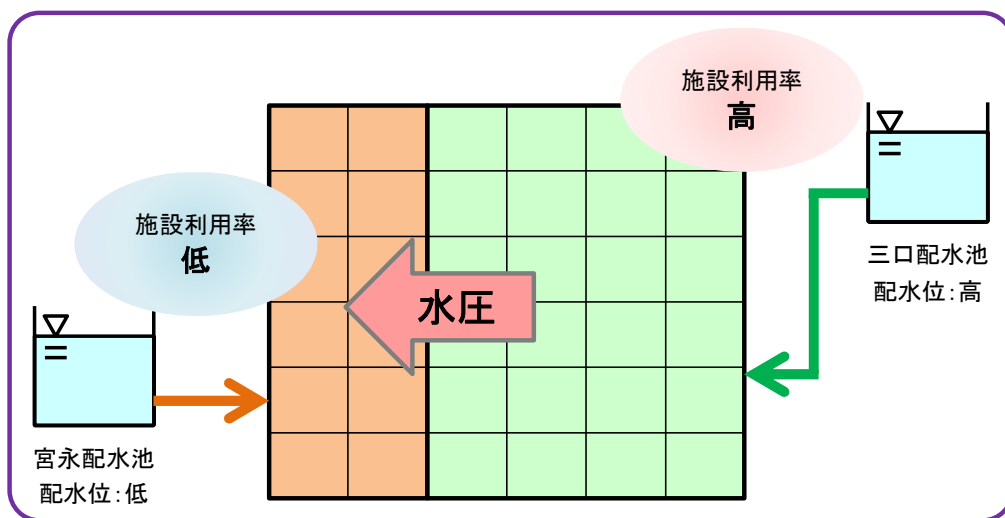 施設利用率
高
施設利用率
低
水圧
三口配水池
配水位：高
宮永配水池
配水位：低